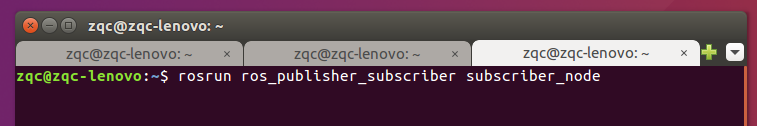 zqc@zqc-lenovo: ~
zqc@zqc-lenovo: ~ × zqc@zqc-lenovo: ~ × zqc@zqc-lenovo: ~ ×
zqc@zqc-lenovo:~$ rosrun ros_publisher_subscriber subscriber_node